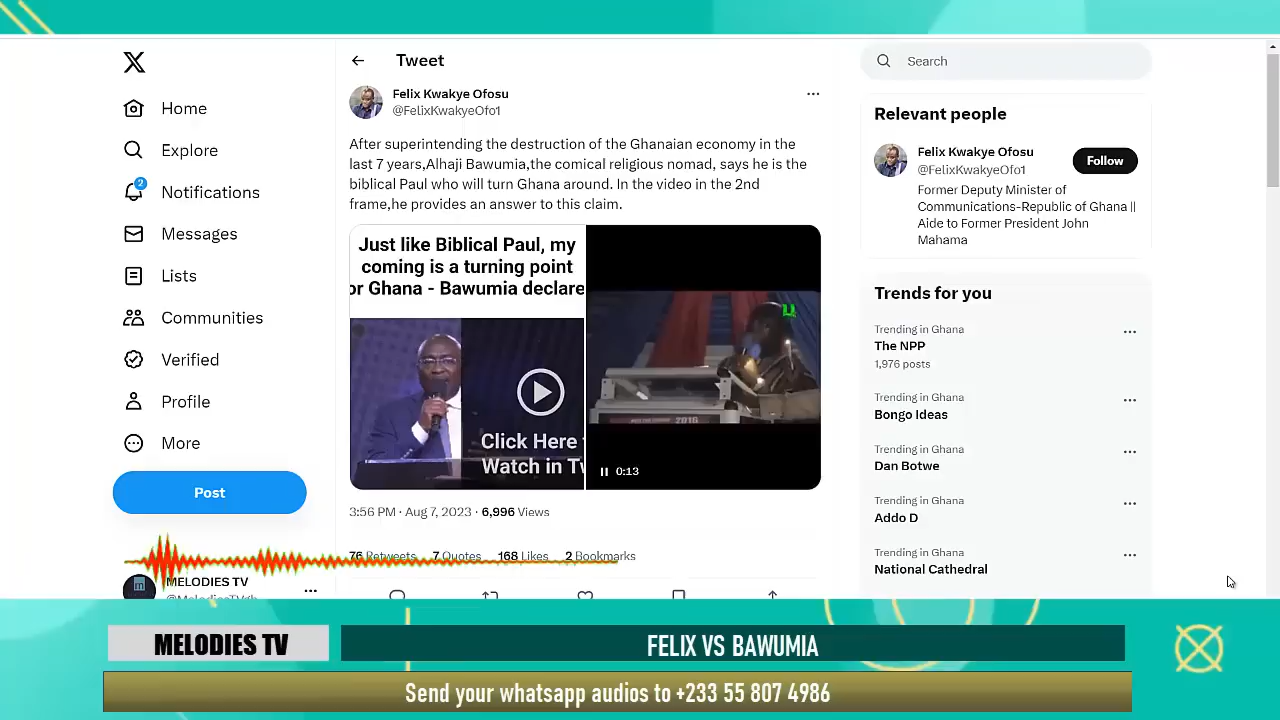 Home
Explore
2
Notifications
Messages
Lists
Communities
Verified
Profile
More
Post
MELODIES TV
Tweet
Felix Kwakye Ofosu
@FelixKwakyeOfo1
After superintending the destruction of the Ghanaian economy in the
last 7 years,Alhaji Bawumia,the comical religious nomad, says he is the
biblical Paul who will turn Ghana around. In the video in the 2nd
frame,he provides an answer to this claim.
Just like Biblical Paul, my
coming is a turning point
or Ghana - Bawumia declare
Click Here
Watch in Tw
2016
0:13
3:56 PM · Aug 7, 2023 · 6,996 Views
76 Retweets 7 Quotes 168 Likes 2 Bookmarks
Search
Relevant people
Felix Kwakye Ofosu
@FelixKwakyeOfo1
Follow
Former Deputy Minister of
Communications-Republic of Ghana ||
Aide to Former President John
Mahama
Trends for you
Trending in Ghana
The NPP
1,976 posts
Trending in Ghana
Bongo Ideas
Trending in Ghana
Dan Botwe
Trending in Ghana
Addo D
Trending in Ghana
National Cathedral
MELODIES TV
FELIX VS BAWUMIA
Send your whatsapp audios to +233 55 807 4986